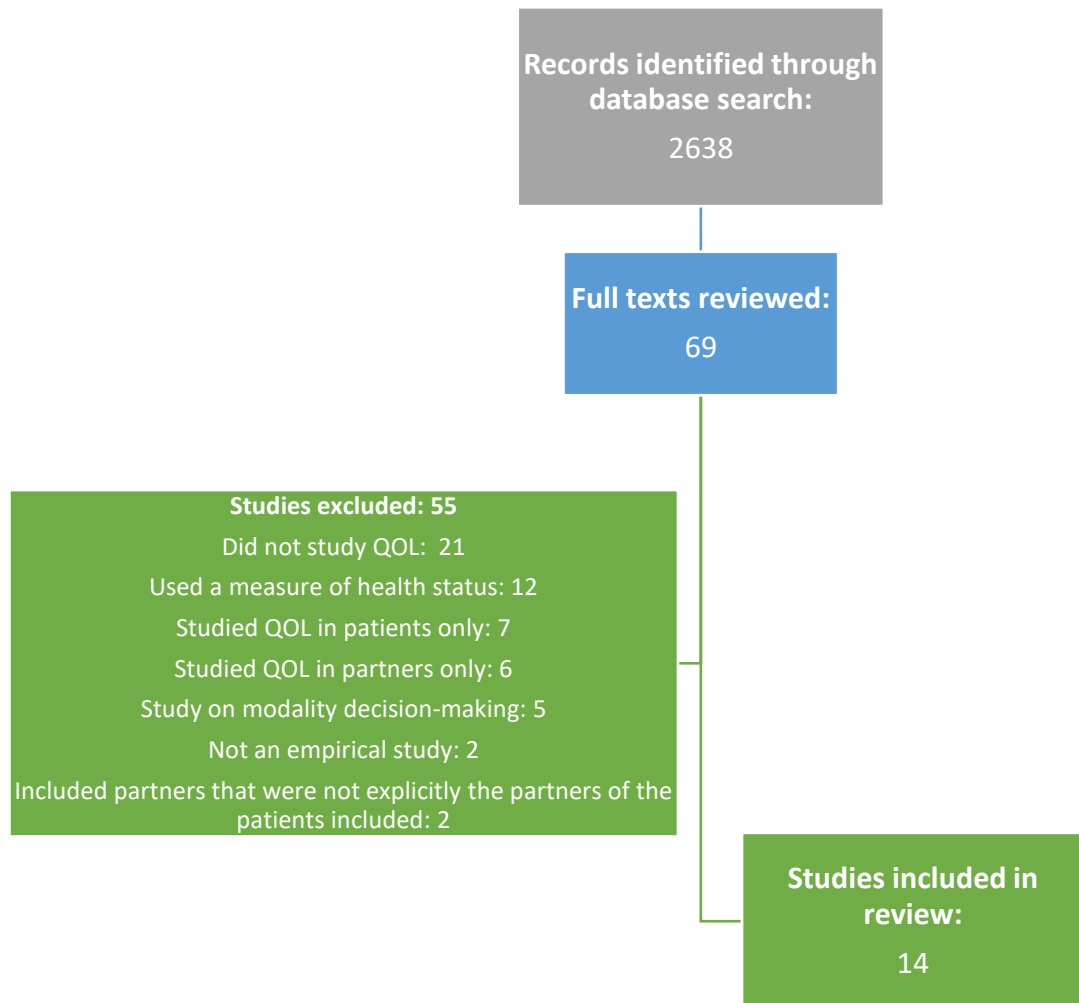 Records identified through
database search:
2638
Full texts reviewed:
69
Studies excluded: 55
Did not study QOL: 21
Used a measure of health status: 12
Studied QOL in patients only: 7
Studied QOL in partners only: 6
Study on modality decision-making: 5
Not an empirical study: 2
Included partners that were not explicitly the partners of the
patients included: 2
Studies included in
review:
14